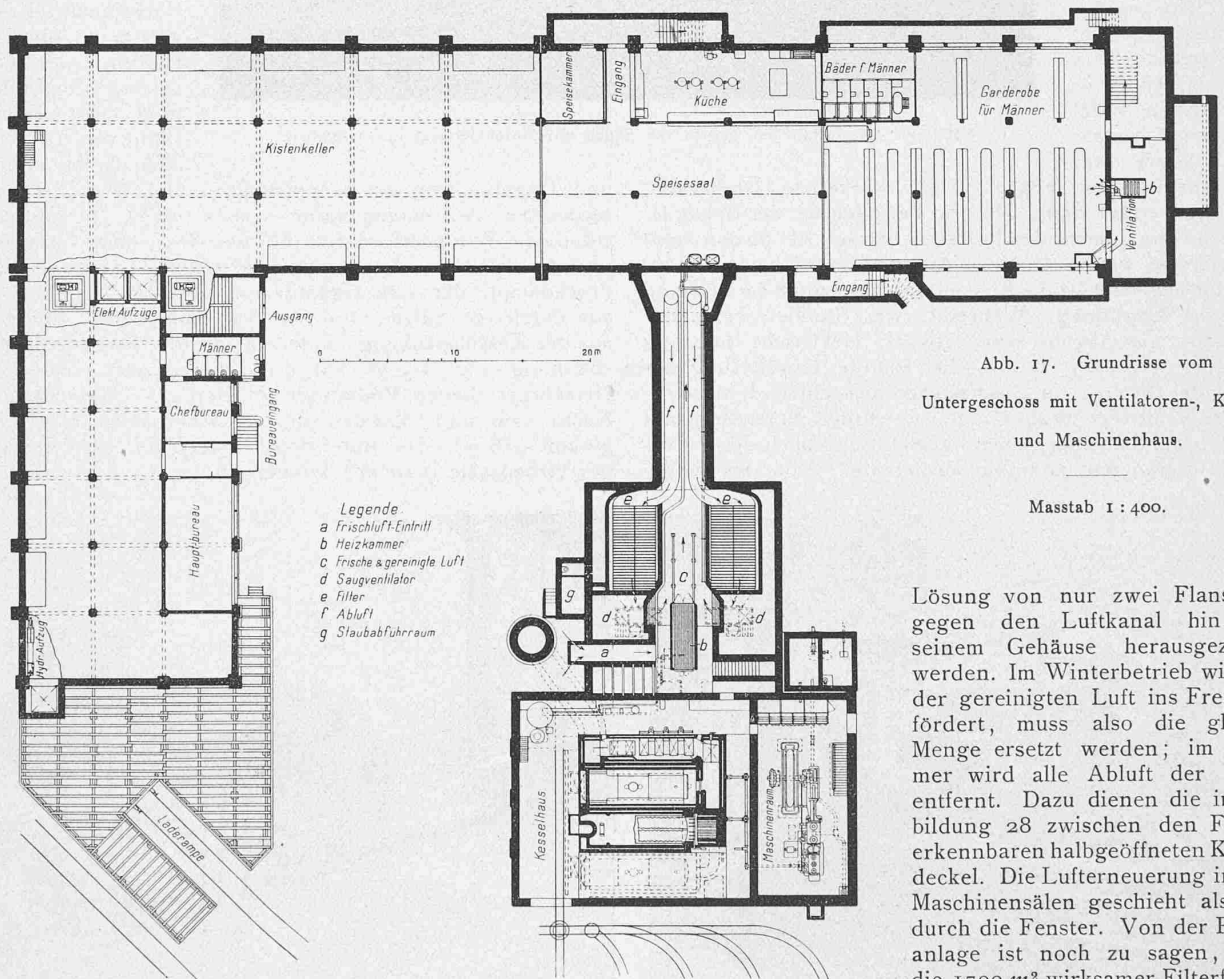 Speisekammer
Eingang
Küche
Bäder f. Männer
Garderobe
für Männer
Kistenkeller
Speisesaal
b
Ventilation
Elekt. Aufzüge
Ausgang
Eingang
Männer
0 10 20 m
Chefbureau
Bureaueingang
f f
Hauptbureau
Hydr. Aufzug
Laderampe
Legende.
a Frischluft-Eintritt
b Heizkammer
c Frische & gereinigte Luft
d Saugventilator
e Filter
f Abluft
g Staubabführraum
e e
c
g
d d
a
b
Kesselhaus
Maschinenraum
Abb. 17. Grundrisse vom
Untergeschoss mit Ventilatoren-, K
und Maschinenhaus.
Masstab 1 : 400.
Lösung von nur zwei Flans
gegen den Luftkanal hin
seinem Gehäuse herausgez
werden. Im Winterbetrieb wi
der gereinigten Luft ins Fre
fördert, muss also die gl
Menge ersetzt werden; im
mer wird alle Abluft der
entfernt. Dazu dienen die in
bildung 28 zwischen den F
erkennbaren halbgeöffneten K
deckel. Die Lufterneuerung in
Maschinensälen geschieht als
durch die Fenster. Von der
anlage ist noch zu sagen,
die 1700 m² wirksamer